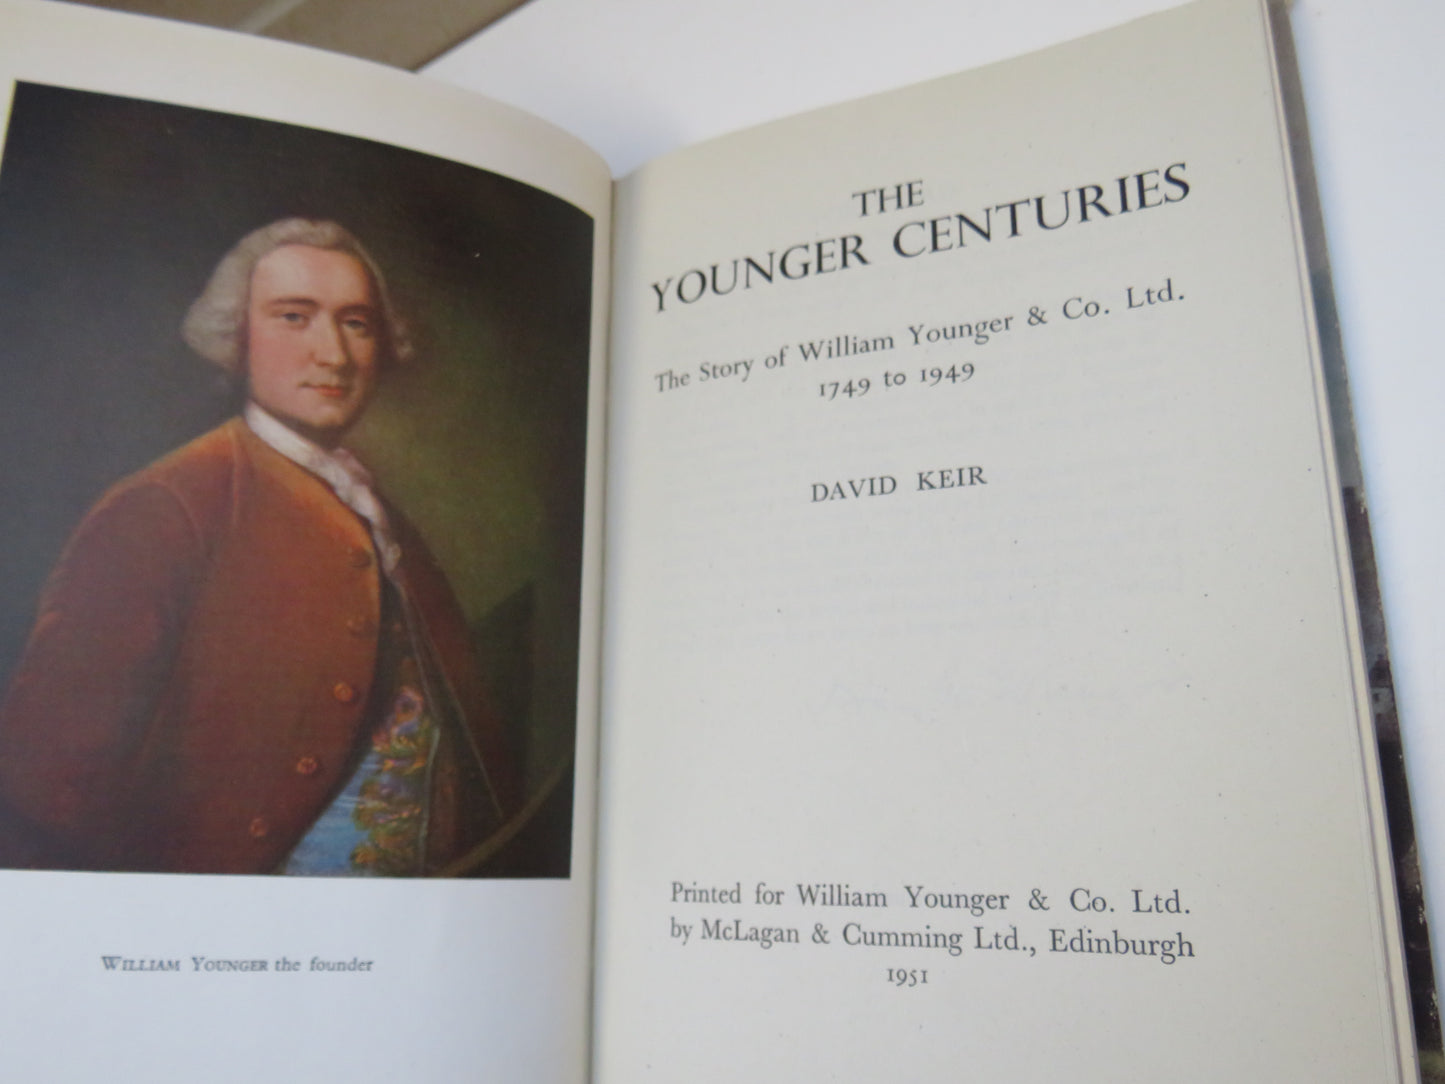 WILLIAM YOUNGER the founder
THE
YOUNGER CENTURIES
The Story of William Younger & Co. Ltd.
1749 to 1949
DAVID KEIR
Printed for William Younger & Co. Ltd.
by McLagan & Cumming Ltd., Edinburgh
1951